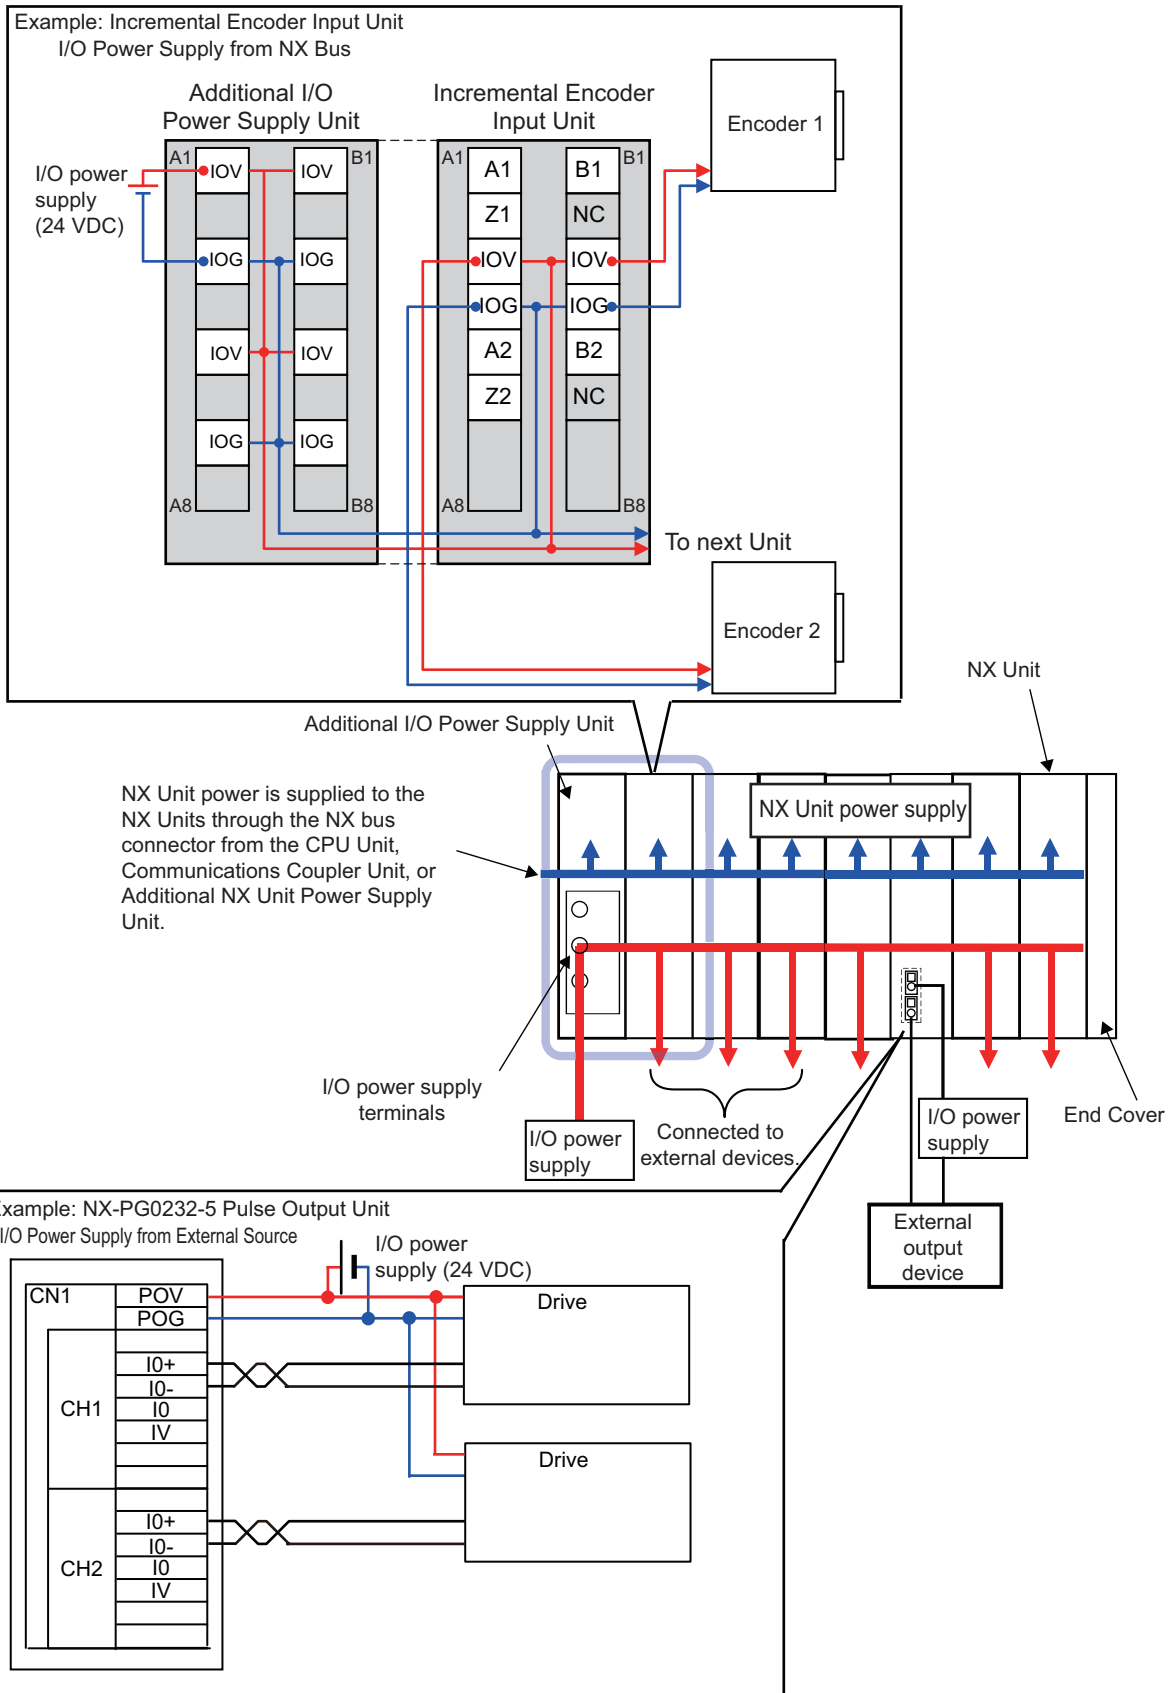 Example: Incremental Encoder Input Unit
I/O Power Supply from NX Bus
Additional I/O
Power Supply Unit
Incremental Encoder
Input Unit
Encoder 1
I/O power
supply
(24 VDC)
A1
IOV
IOV
B1
IOG
IOG
IOV
IOV
IOG
IOG
A8
B8
A1
A1
B1
B1
Z1
NC
IOV
IOV
IOG
IOG
A2
B2
Z2
NC
A8
B8
To next Unit
Encoder 2
NX Unit
Additional I/O Power Supply Unit
NX Unit power is supplied to the
NX Units through the NX bus
connector from the CPU Unit,
Communications Coupler Unit, or
Additional NX Unit Power Supply
Unit.
NX Unit power supply
I/O power supply
terminals
I/O power
supply
Connected to
external devices.
I/O power
supply
End Cover
External
output
device
Example: NX-PG0232-5 Pulse Output Unit
I/O Power Supply from External Source
I/O power
supply (24 VDC)
CN1
POV
POG
Drive
CH1
I0+
I0-
I0
IV
Drive
CH2
I0+
I0-
I0
IV